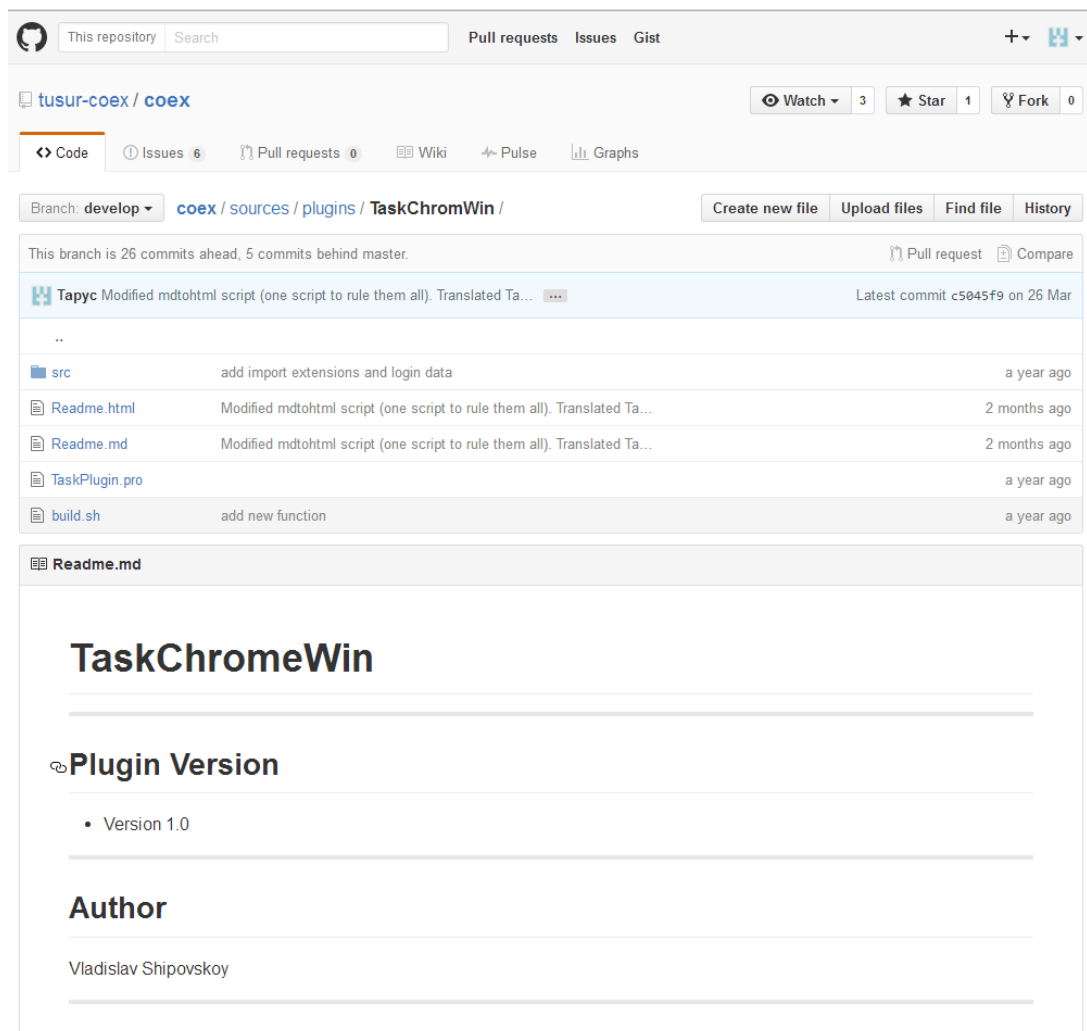 This repository Search Pull requests Issues Gist
tusur-coex / coex Watch 3 Star 1 Fork 0
Code Issues 6 Pull requests 0 Wiki Pulse Graphs
Branch: develop coex / sources / plugins / TaskChromWin / Create new file Upload files Find file History
This branch is 26 commits ahead, 5 commits behind master. Pull request Compare
Tapyc Modified mdtohtml script (one script to rule them all). Translated Ta… … Latest commit c5045f9 on 26 Mar
..
src add import extensions and login data a year ago
Readme.html Modified mdtohtml script (one script to rule them all). Translated Ta… 2 months ago
Readme.md Modified mdtohtml script (one script to rule them all). Translated Ta… 2 months ago
TaskPlugin.pro a year ago
build.sh add new function a year ago
Readme.md
TaskChromeWin
Plugin Version
• Version 1.0
Author
Vladislav Shipovskoy